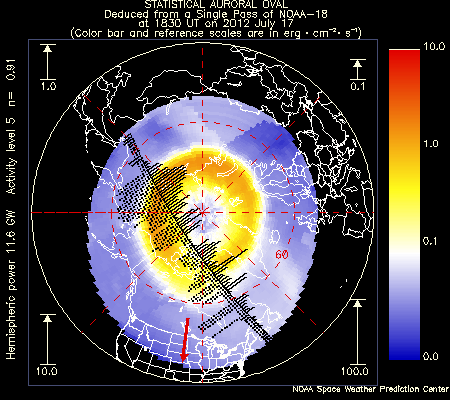 STATISTICAL AURORAL OVAL
Deduced from a Single Pass of NOAA-18
at 1830 UT on 2012 July 17
(Color bar and reference scales are in erg · cm⁻² · s⁻¹)
10.0
1.0
0.1
1.0
0.1
60
0.0
10.0
100.0
Hemispheric power 11.6 GW Activity level 5 n= 0.91
NOAA Space Weather Prediction Center